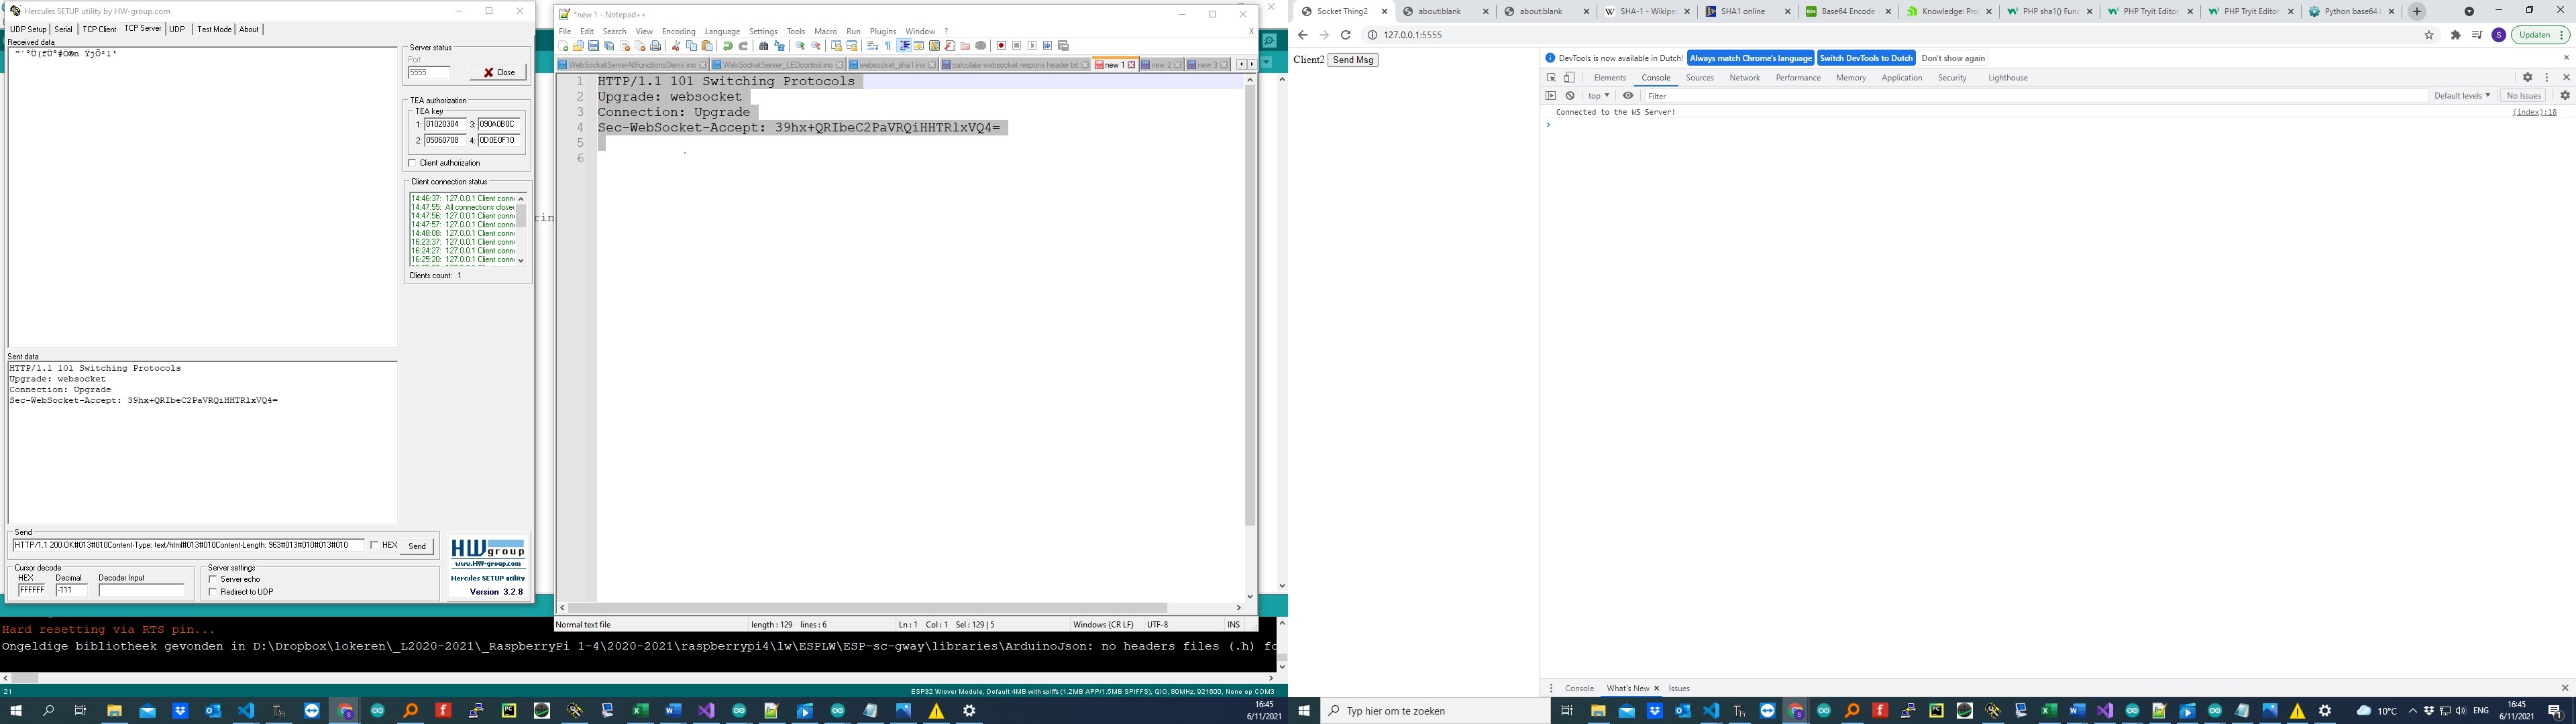 Hercules SETUP utility by HW-group.com
UDP Setup | Serial | TCP Client | TCP Server | UDP | Test Mode | About
Received data
Server status
Port
5555
Close
TEA authorization
TEA key
1: 01020304 3: 090A0B0C
2: 05060708 4: 0D0E0F10
Client authorization
Client connection status
14:46:37: 127.0.0.1 Client conn
14:47:55: All connections close
14:47:56: 127.0.0.1 Client conn
14:47:57: 127.0.0.1 Client conn
14:48:08: 127.0.0.1 Client conn
16:23:37: 127.0.0.1 Client conn
16:24:27: 127.0.0.1 Client conn
16:25:20: 127.0.0.1 Client conn
Clients count: 1
Sent data
HTTP/1.1 101 Switching Protocols
Upgrade: websocket
Connection: Upgrade
Sec-WebSocket-Accept: 39hx+QRIbeC2PaVRQiHHTRlxVQ4=
Send
HTTP/1.1 200 OK#013#010Content-Type: text/html#013#010Content-Length: 963#013#010#013#010
HEX
Send
Cursor decode
HEX Decimal Decoder Input
FFFFFF -111
Server settings
Server echo
Redirect to UDP
HWgroup
www.HW-group.com
Hercules SETUP utility
Version 3.2.8
rin
*new 1 - Notepad++
File Edit Search View Encoding Language Settings Tools Macro Run Plugins Window ? X
WebSocketServerAllFunctionsDemo.ino WebSocketServer_LEDcontrol.ino websocket_sha1.ino calculate websocket respons header.txt new 1 new 2 new 3
1 HTTP/1.1 101 Switching Protocols
2 Upgrade: websocket
3 Connection: Upgrade
4 Sec-WebSocket-Accept: 39hx+QRIbeC2PaVRQiHHTRlxVQ4=
5
6
Normal text file length : 129 lines : 6 Ln : 1 Col : 1 Sel : 129 | 5 Windows (CR LF) UTF-8 INS
Hard resetting via RTS pin...
Ongeldige bibliotheek gevonden in D:\Dropbox\lokeren\_L2020-2021\_RaspberryPi 1-4\2020-2021\raspberrypi4\lw\ESPLW\ESP-sc-gway\libraries\ArduinoJson: no headers files (.h) fo
21 ESP32 Wrover Module, Default 4MB with spiffs (1.2MB APP/1.5MB SPIFFS), QIO, 80MHz, 921600, None op COM3
16:45
6/11/2021
Socket Thing2 about:blank about:blank SHA-1 - Wikipe SHA1 online Base64 Encode Knowledge: Pro PHP sha1() Func PHP Tryit Editor PHP Tryit Editor Python base64.
127.0.0.1:5555
S
Updaten
Client2 Send Msg
DevTools is now available in Dutch! Always match Chrome's language Switch DevTools to Dutch Don't show again
Elements Console Sources Network Performance Memory Application Security Lighthouse
top Filter Default levels No Issues
Connected to the WS Server! (index):18
Console What's New Issues
Typ hier om te zoeken
10°C ENG
16:45
6/11/2021